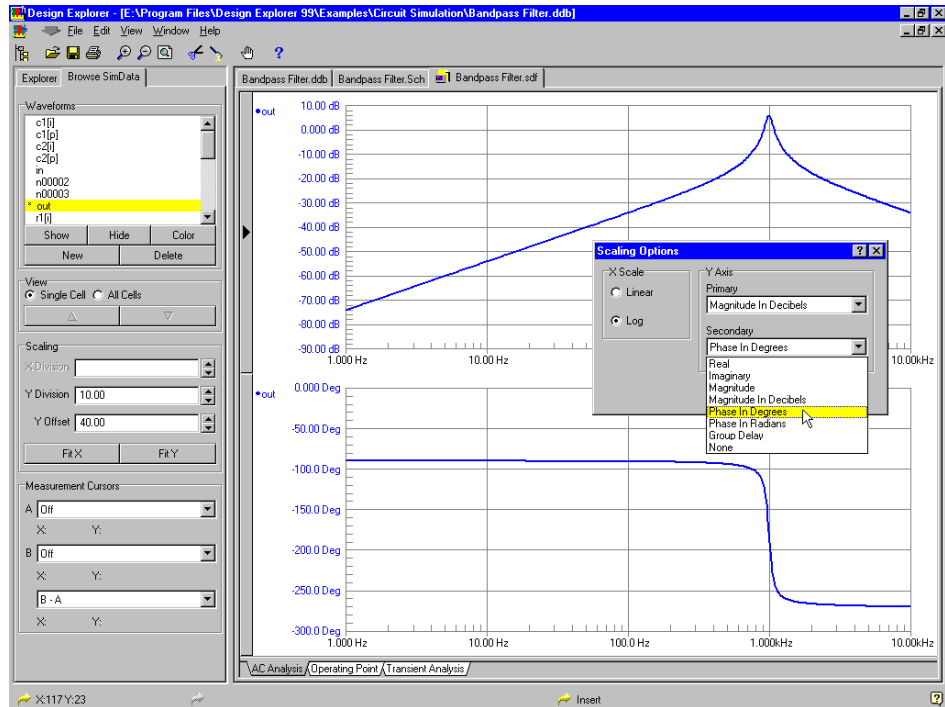 Design Explorer - [E:\Program Files\Design Explorer 99\Examples\Circuit Simulation\Bandpass Filter.ddb]
File Edit View Window Help
Explorer Browse SimData
Waveforms
c1[i]
c1[p]
c2[i]
c2[p]
in
n00002
n00003
* out
r1[i]
Show Hide Color
New Delete
View
Single Cell All Cells
Scaling
X Division
Y Division 10.00
Y Offset 40.00
Fit X Fit Y
Measurement Cursors
A Off
X: Y:
B Off
X: Y:
B - A
X: Y:
Bandpass Filter.ddb Bandpass Filter.Sch Bandpass Filter.sdf
out
10.00 dB
0.000 dB
-10.00 dB
-20.00 dB
-30.00 dB
-40.00 dB
-50.00 dB
-60.00 dB
-70.00 dB
-80.00 dB
-90.00 dB
1.000 Hz 10.00 Hz 10.00kHz
Scaling Options
X Scale
Linear
Log
Y Axis
Primary
Magnitude In Decibels
Secondary
Phase In Degrees
Real
Imaginary
Magnitude
Magnitude In Decibels
Phase In Degrees
Phase In Radians
Group Delay
None
out
0.000 Deg
-50.00 Deg
-100.0 Deg
-150.0 Deg
-200.0 Deg
-250.0 Deg
-300.0 Deg
1.000 Hz 10.00 Hz 100.0 Hz 1.000kHz 10.00kHz
AC Analysis Operating Point Transient Analysis
X:117 Y:23 Insert